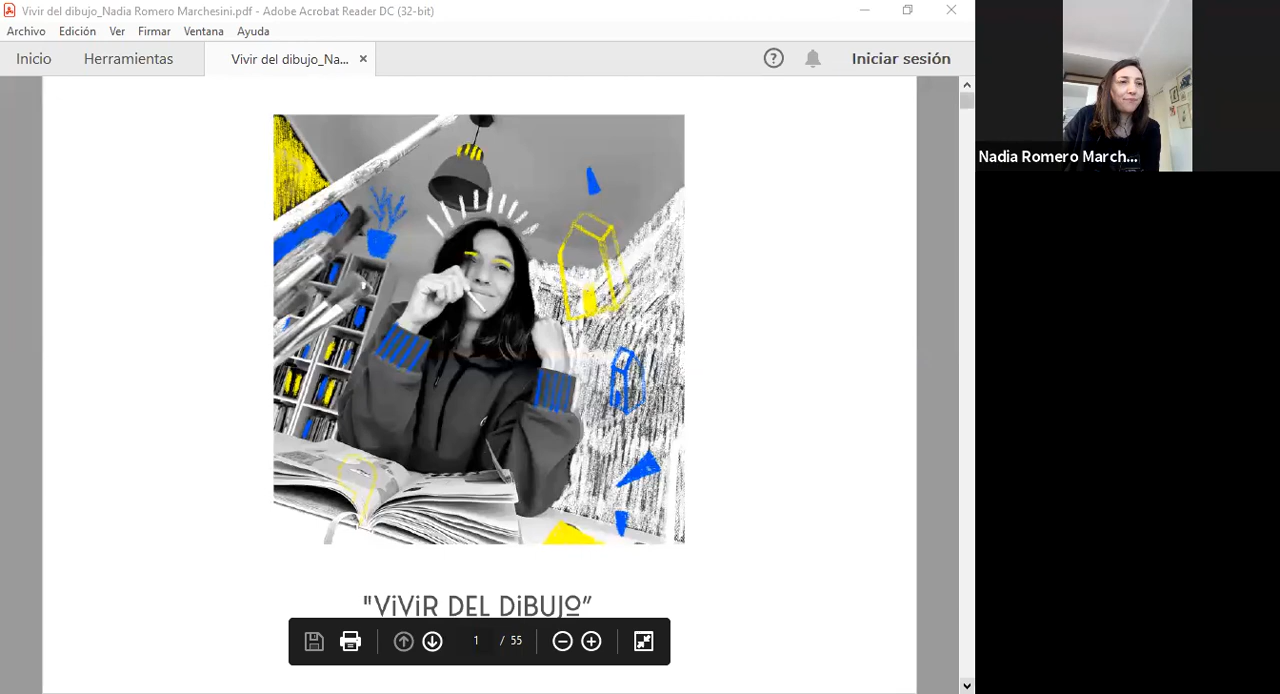 Vivir del dibujo_Nadia Romero Marchesini.pdf - Adobe Acrobat Reader DC (32-bit)
Archivo Edición Ver Firmar Ventana Ayuda
Inicio Herramientas Vivir del dibujo_Na... Iniciar sesión
Nadia Romero March...
"ViViR DEL DiBUJO”
1 / 55